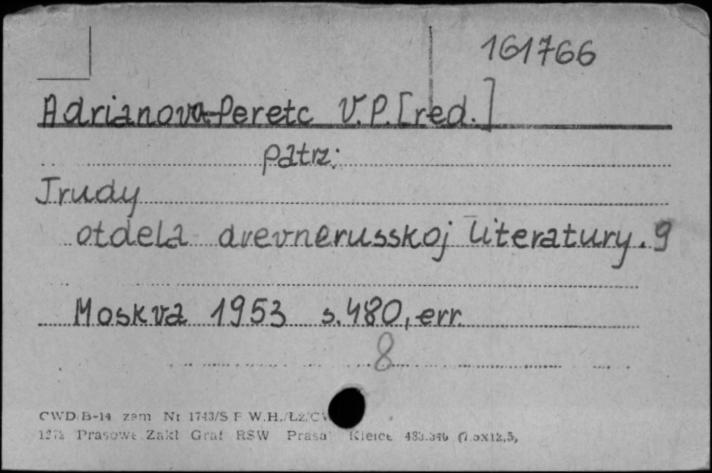 161766
Adrianova-Peretc V.P. [red.]
patrz:
Trudy
otdela drevnerusskoj literatury. 9
Moskva 1953 s. 480, err.
8
CWD/B-14 zam Nr 1743/S F.W.H./Łz/CW
Prasowe Zakł Graf RSW Prasa Kielce